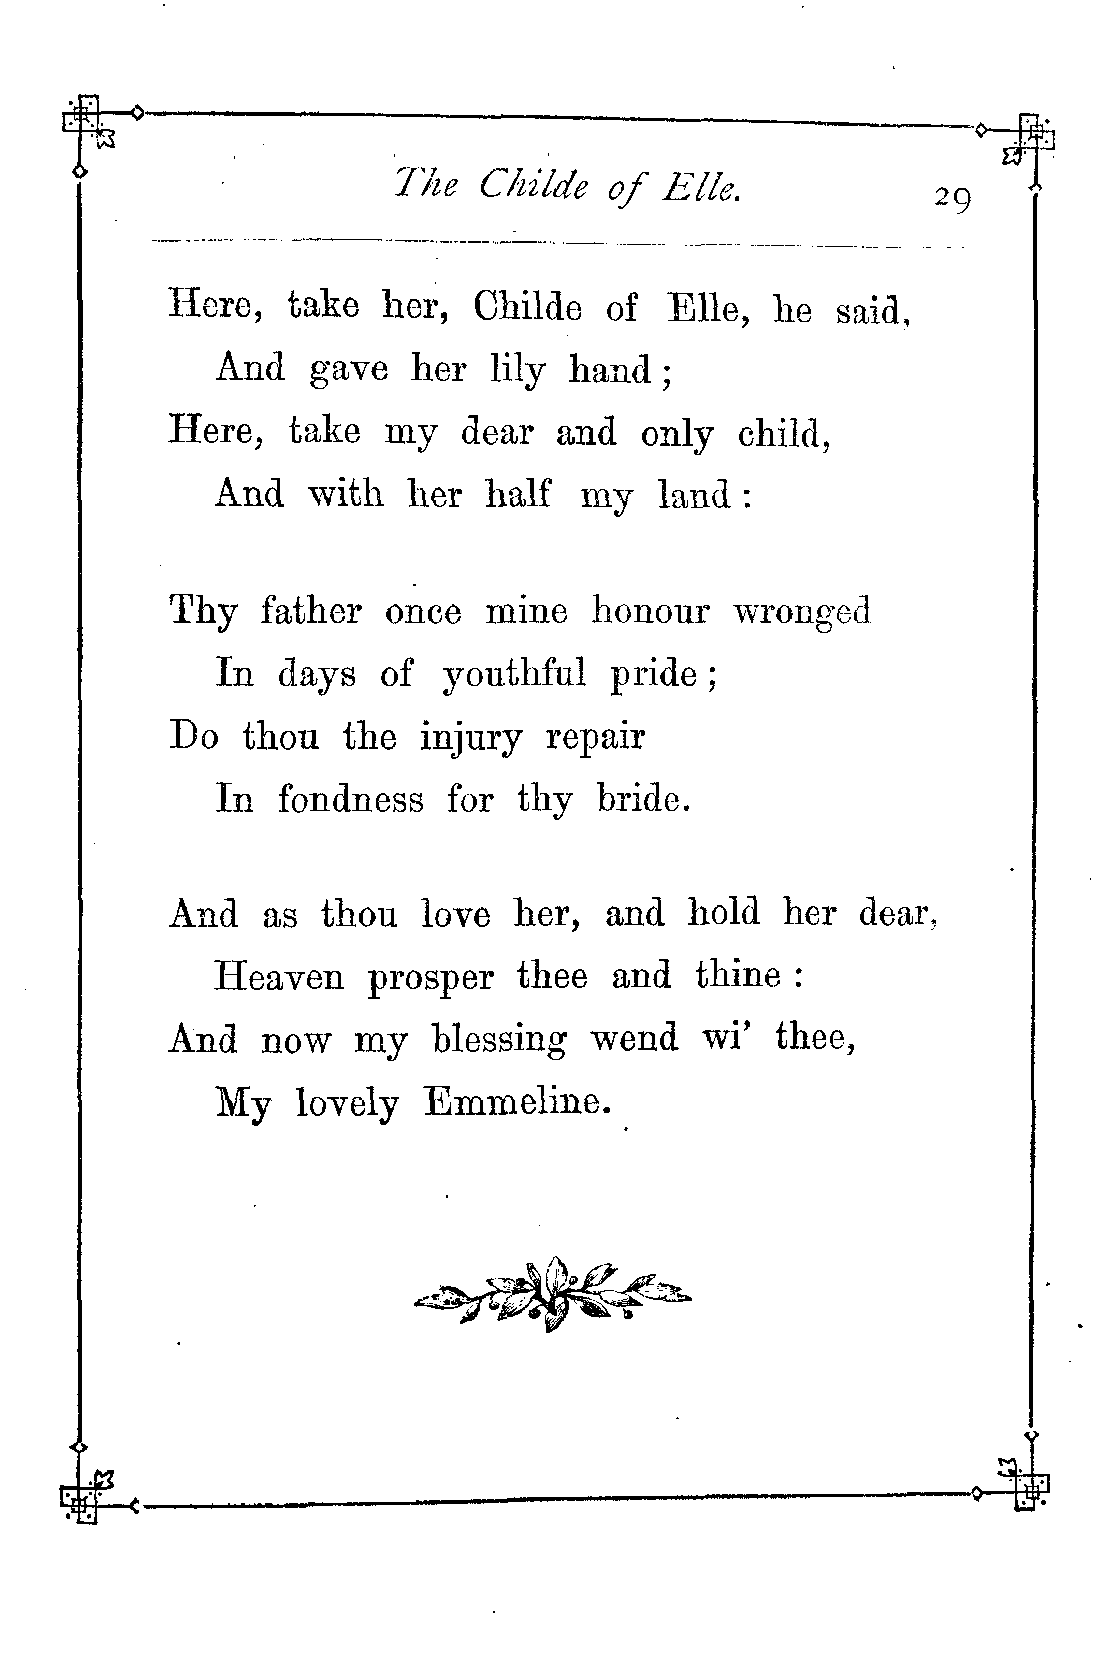 The Childe of Elle. 29
Here, take her, Childe of Elle, he said,
And gave her lily hand ;
Here, take my dear and only child,
And with her half my land :
Thy father once mine honour wronged
In days of youthful pride ;
Do thou the injury repair
In fondness for thy bride.
And as thou love her, and hold her dear,
Heaven prosper thee and thine :
And now my blessing wend wi' thee,
My lovely Emmeline.